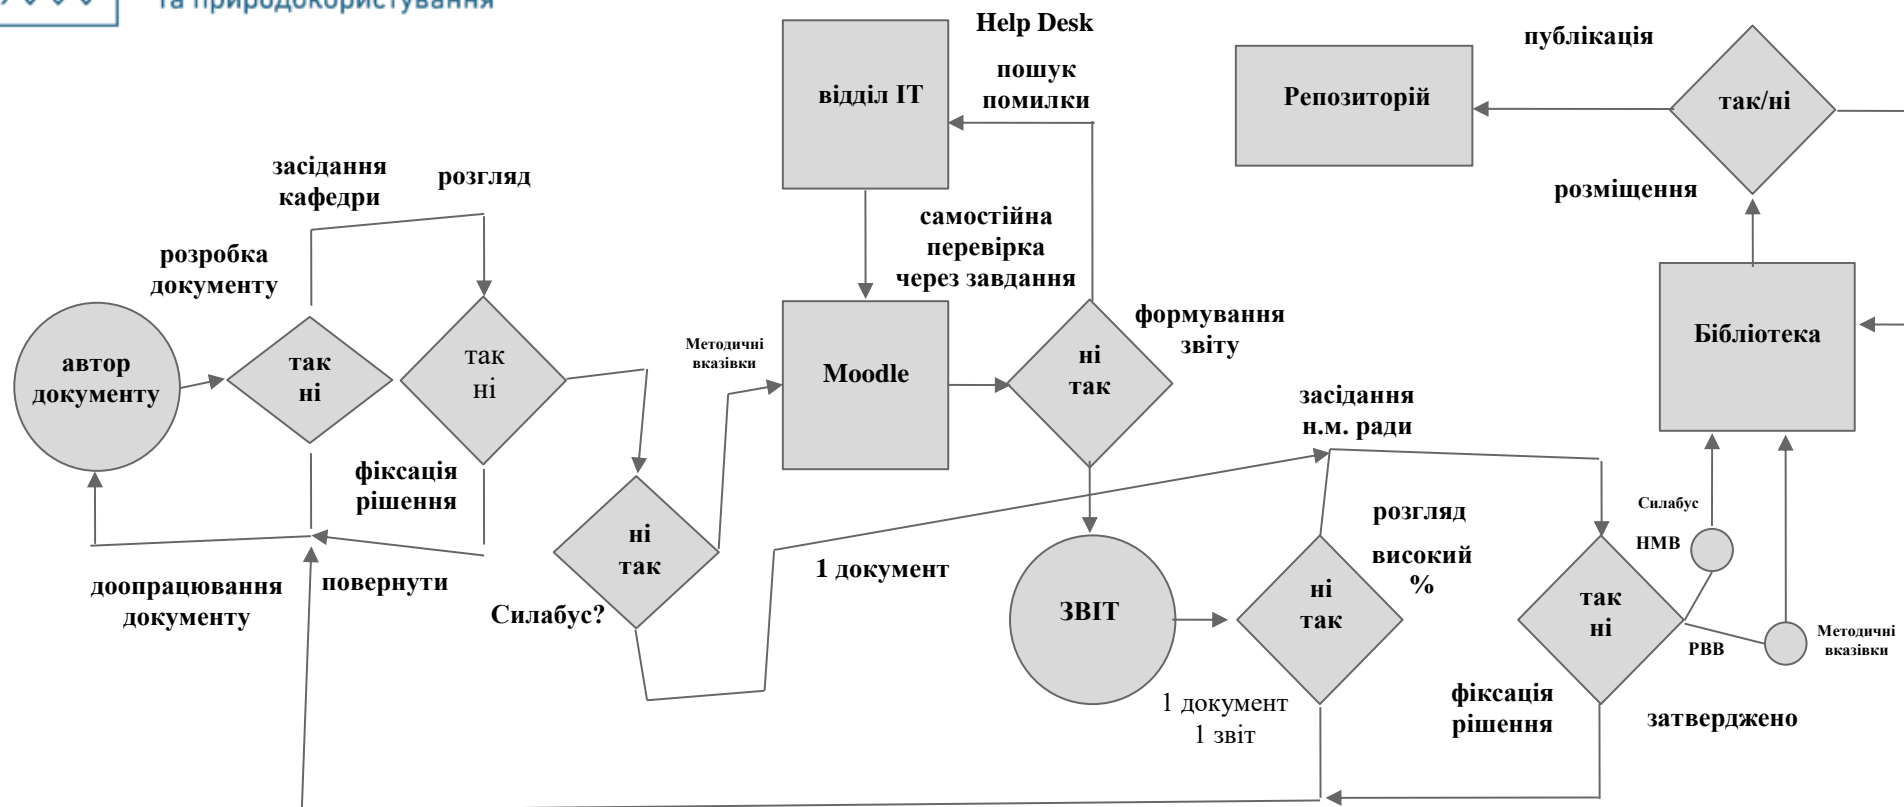 та природокористування
Help Desk
пошук
помилки
відділ ІТ
публікація
Репозиторій
так/ні
розміщення
засідання
кафедри
розгляд
розробка
документу
самостійна
перевірка
через завдання
формування
звіту
автор
документу
так
ні
так
ні
Методичні
вказівки
Moodle
ні
так
Бібліотека
засідання
н.м. ради
фіксація
рішення
ні
так
Силабус?
1 документ
доопрацювання
документу
повернути
розгляд
високий
%
Силабус
НМВ
ЗВІТ
ні
так
так
ні
РВВ
Методичні
вказівки
1 документ
1 звіт
фіксація
рішення
затверджено